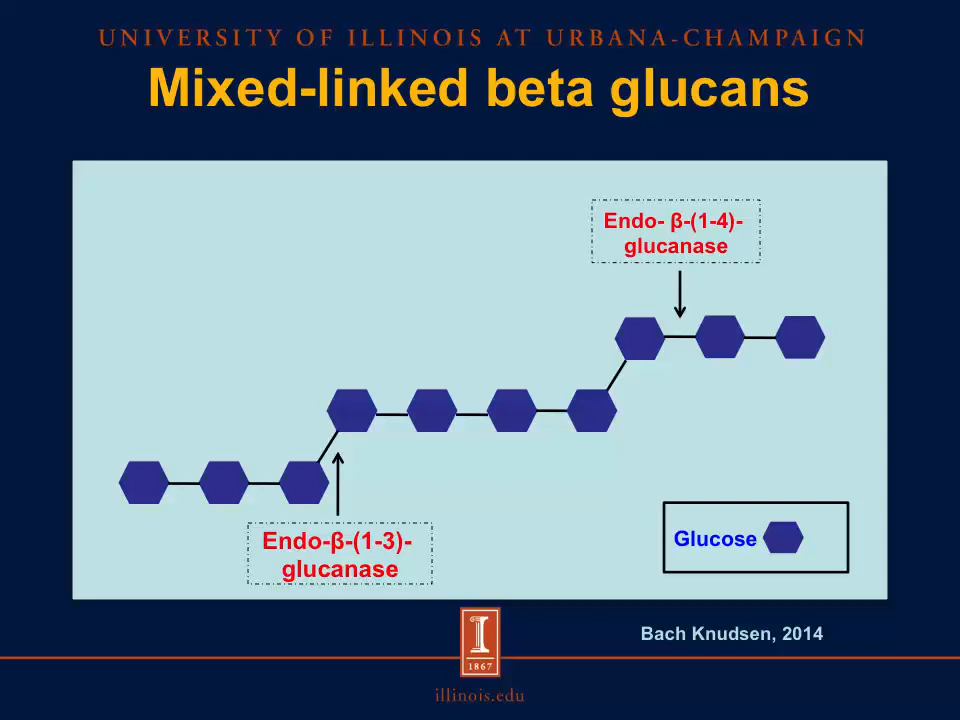 UNIVERSITY OF ILLINOIS AT URBANA-CHAMPAIGN
Mixed-linked beta glucans
Endo- β-(1-4)-
glucanase
Endo-β-(1-3)-
glucanase
Glucose
Bach Knudsen, 2014
I
1867
illinois.edu